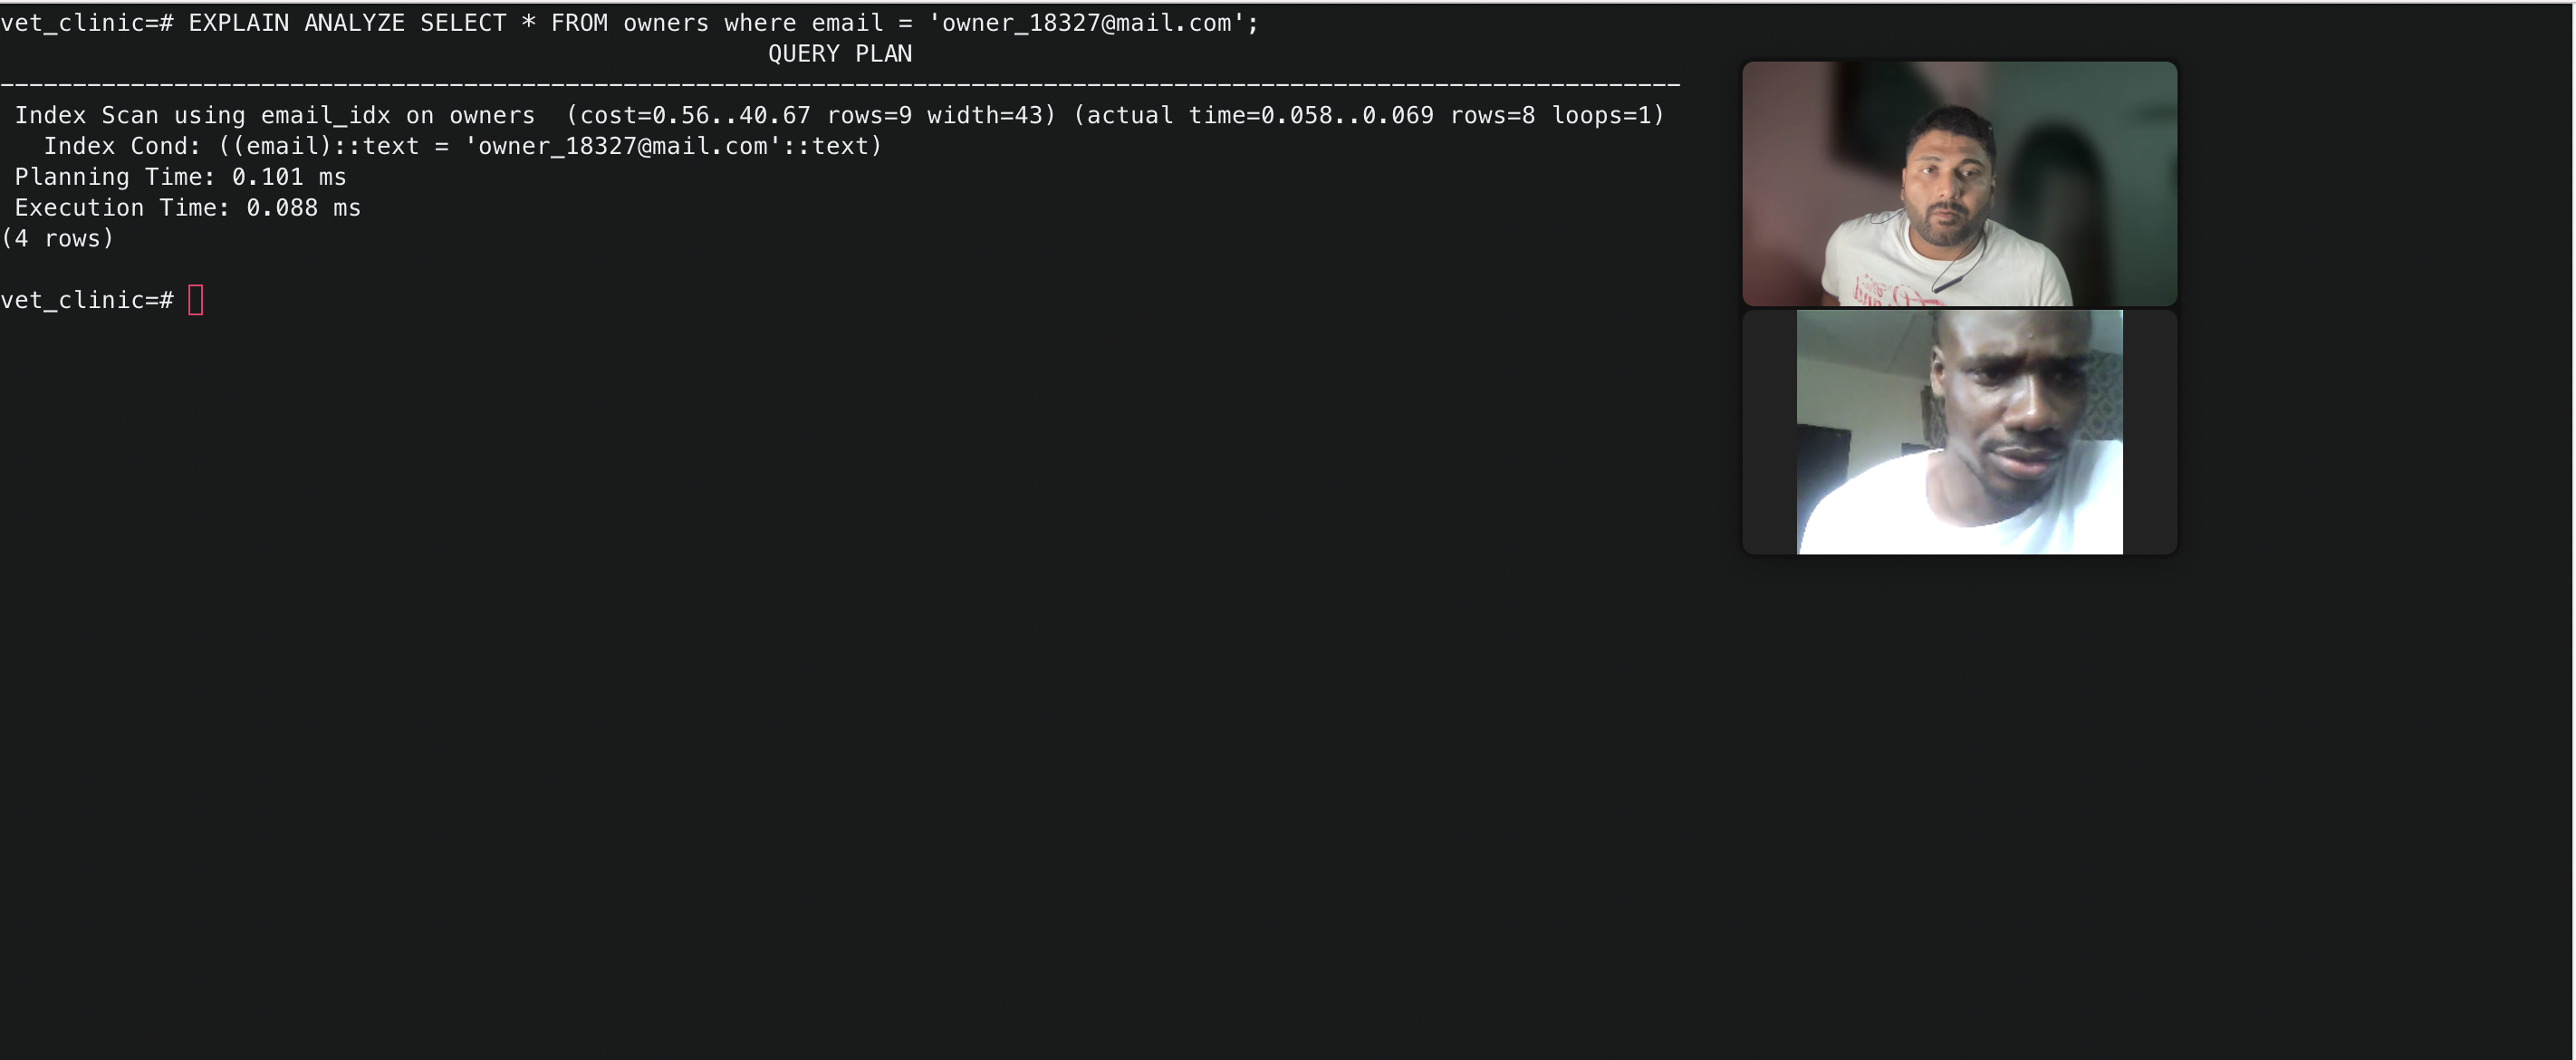 vet_clinic=# EXPLAIN ANALYZE SELECT * FROM owners where email = 'owner_18327@mail.com';
QUERY PLAN
--------------------------------------------------------------------------------------------------------------------
Index Scan using email_idx on owners  (cost=0.56..40.67 rows=9 width=43) (actual time=0.058..0.069 rows=8 loops=1)
Index Cond: ((email)::text = 'owner_18327@mail.com'::text)
Planning Time: 0.101 ms
Execution Time: 0.088 ms
(4 rows)
vet_clinic=#